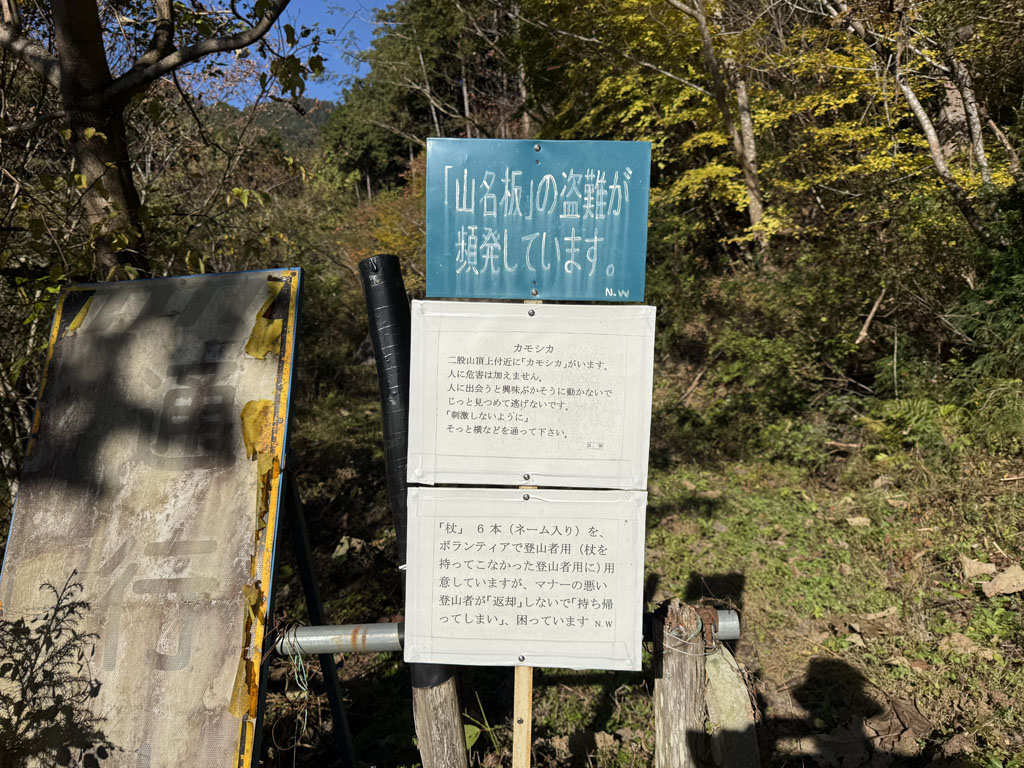 「山名板」の盗難が
頻発しています。
N.W
カモシカ
二股山頂上付近に「カモシカ」がいます。
人に危害は加えません。
人に出会うと興味ぶかそうに動かないで
じっと見つめて逃げないです。
「刺激しないように」
そっと横などを通って下さい。
N.W
「杖」 6本（ネーム入り）を、
ボランティアで登山者用（杖を
持ってこなかった登山者用に）用
意していますが、マナーの悪い
登山者が「返却」しないで「持ち帰
ってしまい」、困っています N.W